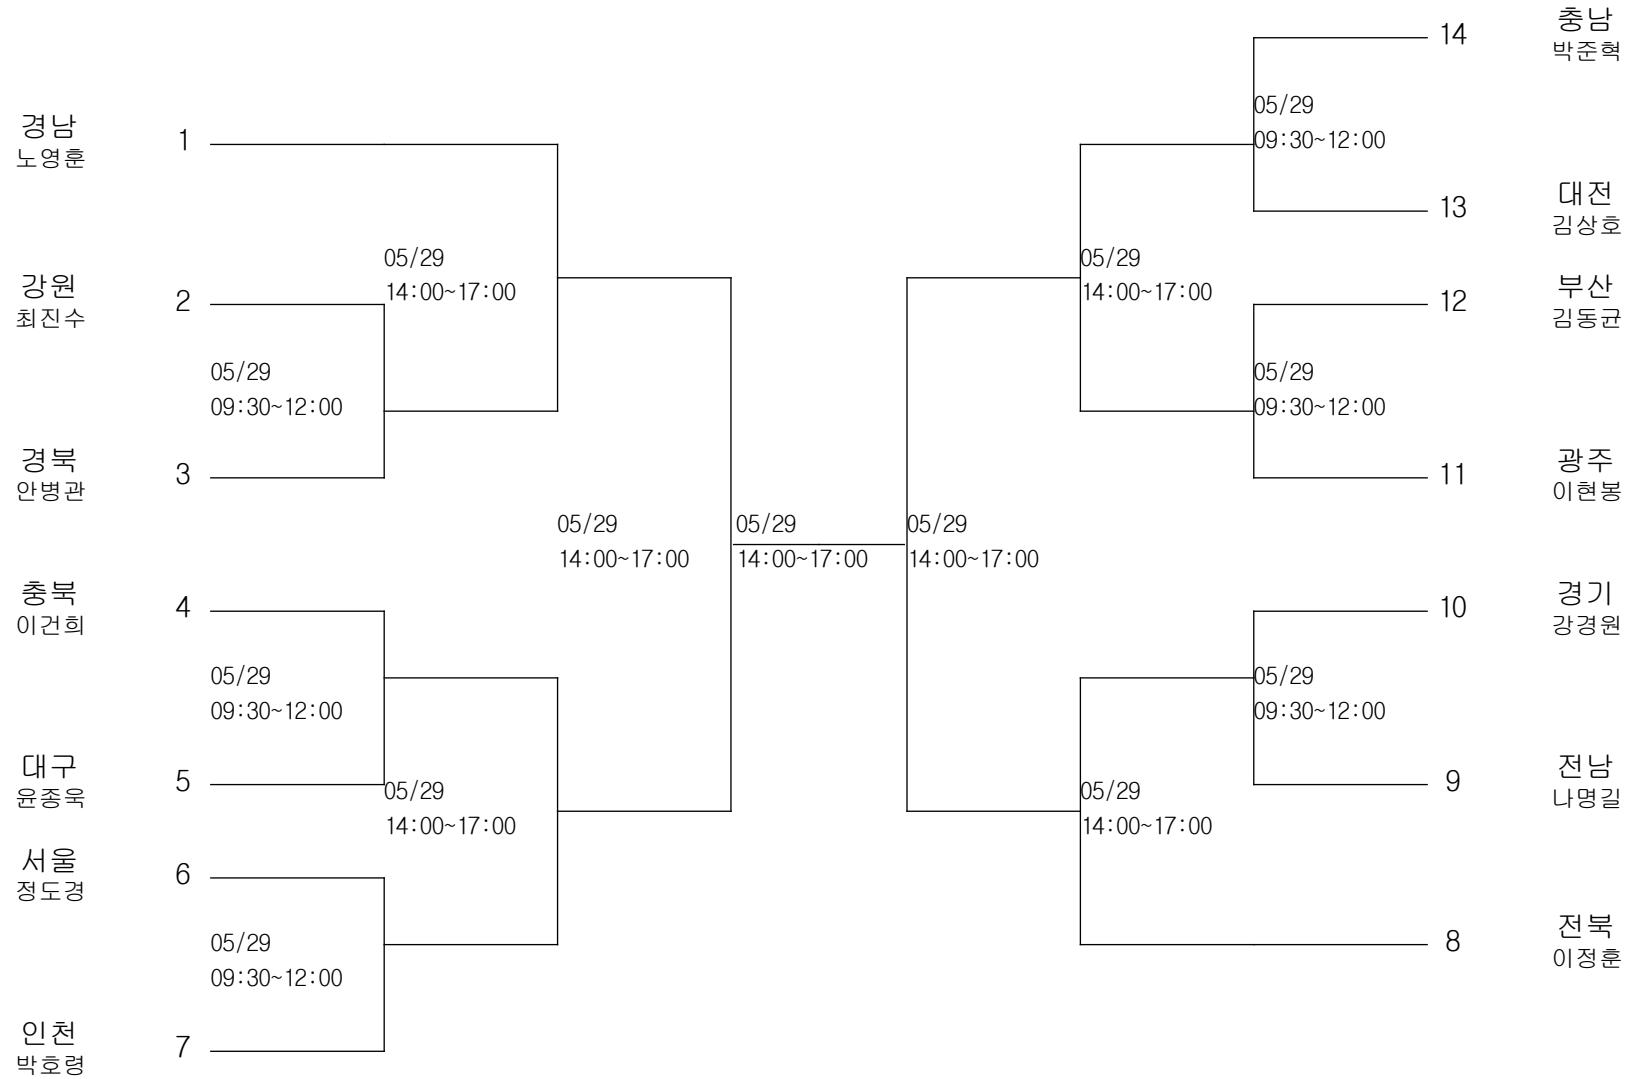 경남
노영훈
1
강원
최진수
2
05/29
14:00~17:00
05/29
09:30~12:00
경북
안병관
3
05/29
14:00~17:00
충북
이건희
4
05/29
09:30~12:00
대구
윤종욱
5
05/29
14:00~17:00
서울
정도경
6
05/29
09:30~12:00
인천
박호령
7
05/29
14:00~17:00
14
충남
박준혁
05/29
09:30~12:00
13
대전
김상호
05/29
14:00~17:00
12
부산
김동균
05/29
09:30~12:00
11
광주
이현봉
05/29
14:00~17:00
10
경기
강경원
05/29
09:30~12:00
9
전남
나명길
05/29
14:00~17:00
8
전북
이정훈